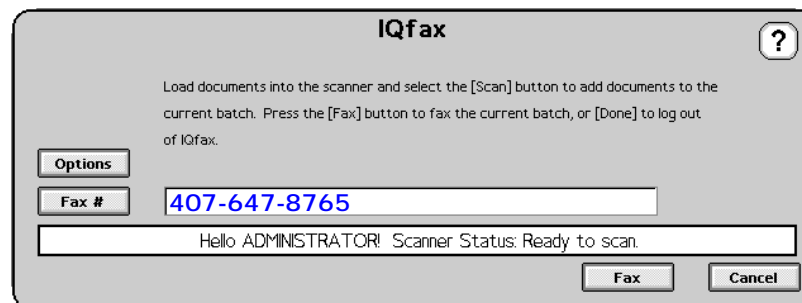 IQfax
?
Load documents into the scanner and select the [Scan] button to add documents to the
current batch. Press the [Fax] button to fax the current batch, or [Done] to log out
of IQfax.
Options
Fax #
407-647-8765
Hello ADMINISTRATOR! Scanner Status: Ready to scan.
Fax
Cancel